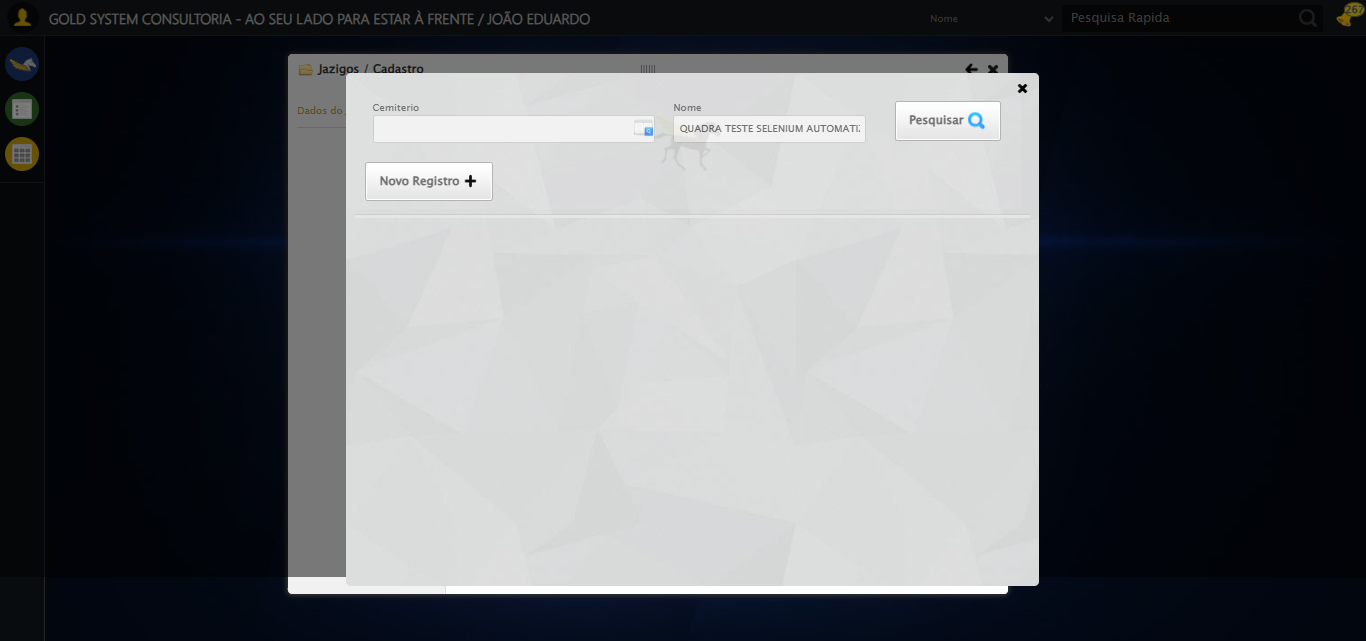 GOLD SYSTEM CONSULTORIA - AO SEU LADO PARA ESTAR À FRENTE / JOÃO EDUARDO
Nome
Pesquisa Rapida
267
Jazigos / Cadastro
Dados do
Cemiterio
Nome
QUADRA TESTE SELENIUM AUTOMATI
Pesquisar
Novo Registro